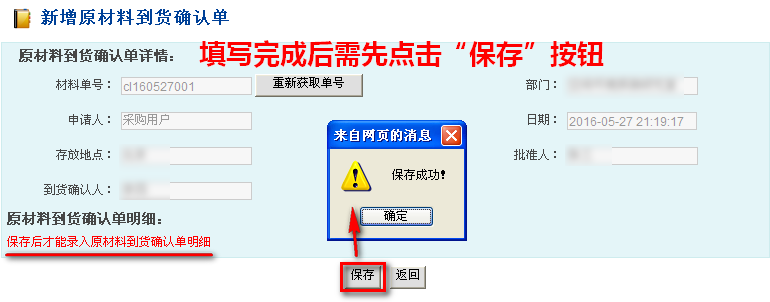 新增原材料到货确认单
原材料到货确认单详情： 填写完成后需先点击“保存”按钮
材料单号： cl160527001 重新获取单号 部门：
申请人： 采购用户 日期： 2016-05-27 21:19:17
存放地点： 批准人：
到货确认人：
来自网页的消息
保存成功!
确定
原材料到货确认单明细：
保存后才能录入原材料到货确认单明细
保存 返回